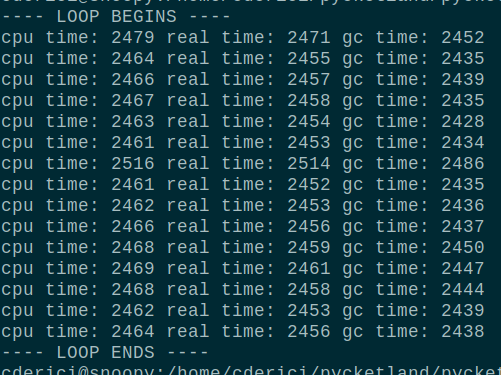 ---- LOOP BEGINS ----
cpu time: 2479 real time: 2471 gc time: 2452
cpu time: 2464 real time: 2455 gc time: 2435
cpu time: 2466 real time: 2457 gc time: 2439
cpu time: 2467 real time: 2458 gc time: 2435
cpu time: 2463 real time: 2454 gc time: 2428
cpu time: 2461 real time: 2453 gc time: 2434
cpu time: 2516 real time: 2514 gc time: 2486
cpu time: 2461 real time: 2452 gc time: 2435
cpu time: 2462 real time: 2453 gc time: 2436
cpu time: 2466 real time: 2456 gc time: 2437
cpu time: 2468 real time: 2459 gc time: 2450
cpu time: 2469 real time: 2461 gc time: 2447
cpu time: 2468 real time: 2458 gc time: 2444
cpu time: 2462 real time: 2453 gc time: 2439
cpu time: 2464 real time: 2456 gc time: 2438
---- LOOP ENDS ----
cderici@snoopy:/home/cderici/pycketland/pycket